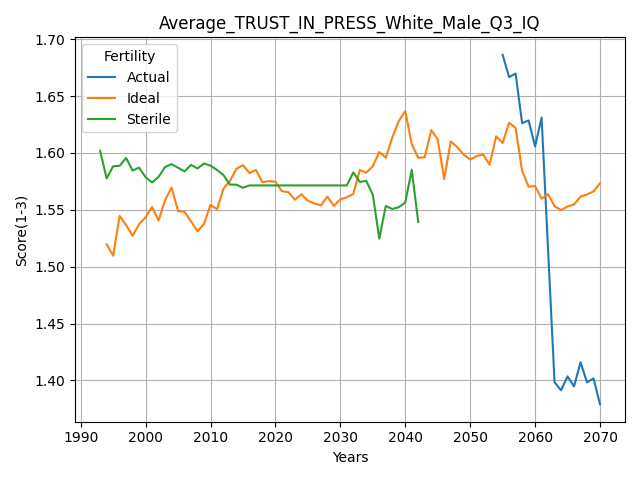 Average_TRUST_IN_PRESS_White_Male_Q3_IQ
Fertility
Actual
Ideal
Sterile
Score(1-3)
1.70
1.65
1.60
1.55
1.50
1.45
1.40
1990 2000 2010 2020 2030 2040 2050 2060 2070
Years